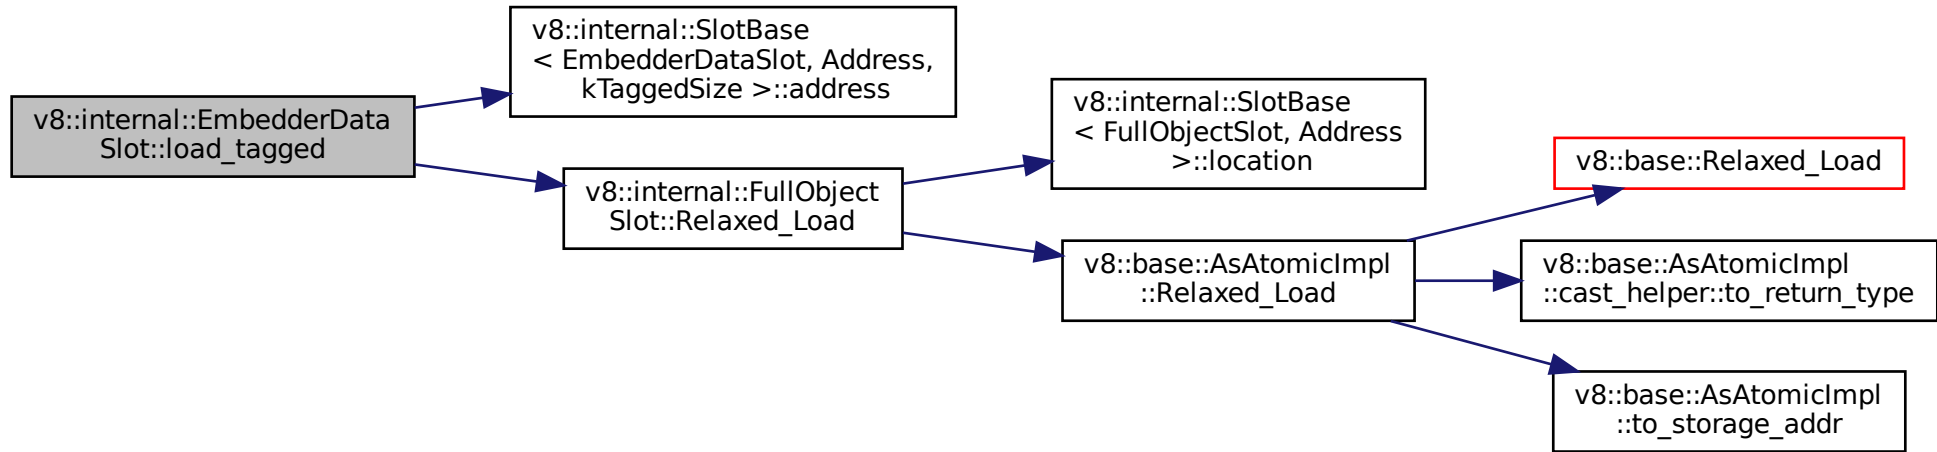 v8::internal::EmbedderData
Slot::load_tagged
v8::internal::SlotBase
< EmbedderDataSlot, Address,
kTaggedSize >::address
v8::internal::FullObject
Slot::Relaxed_Load
v8::internal::SlotBase
< FullObjectSlot, Address
>::location
v8::base::AsAtomicImpl
::Relaxed_Load
v8::base::Relaxed_Load
v8::base::AsAtomicImpl
::cast_helper::to_return_type
v8::base::AsAtomicImpl
::to_storage_addr